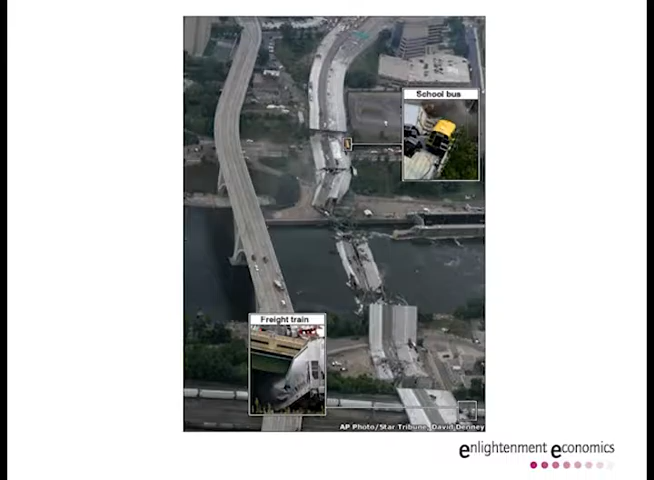 School bus
Freight train
AP Photo/Star Tribune, David Denney
enlightenment economics